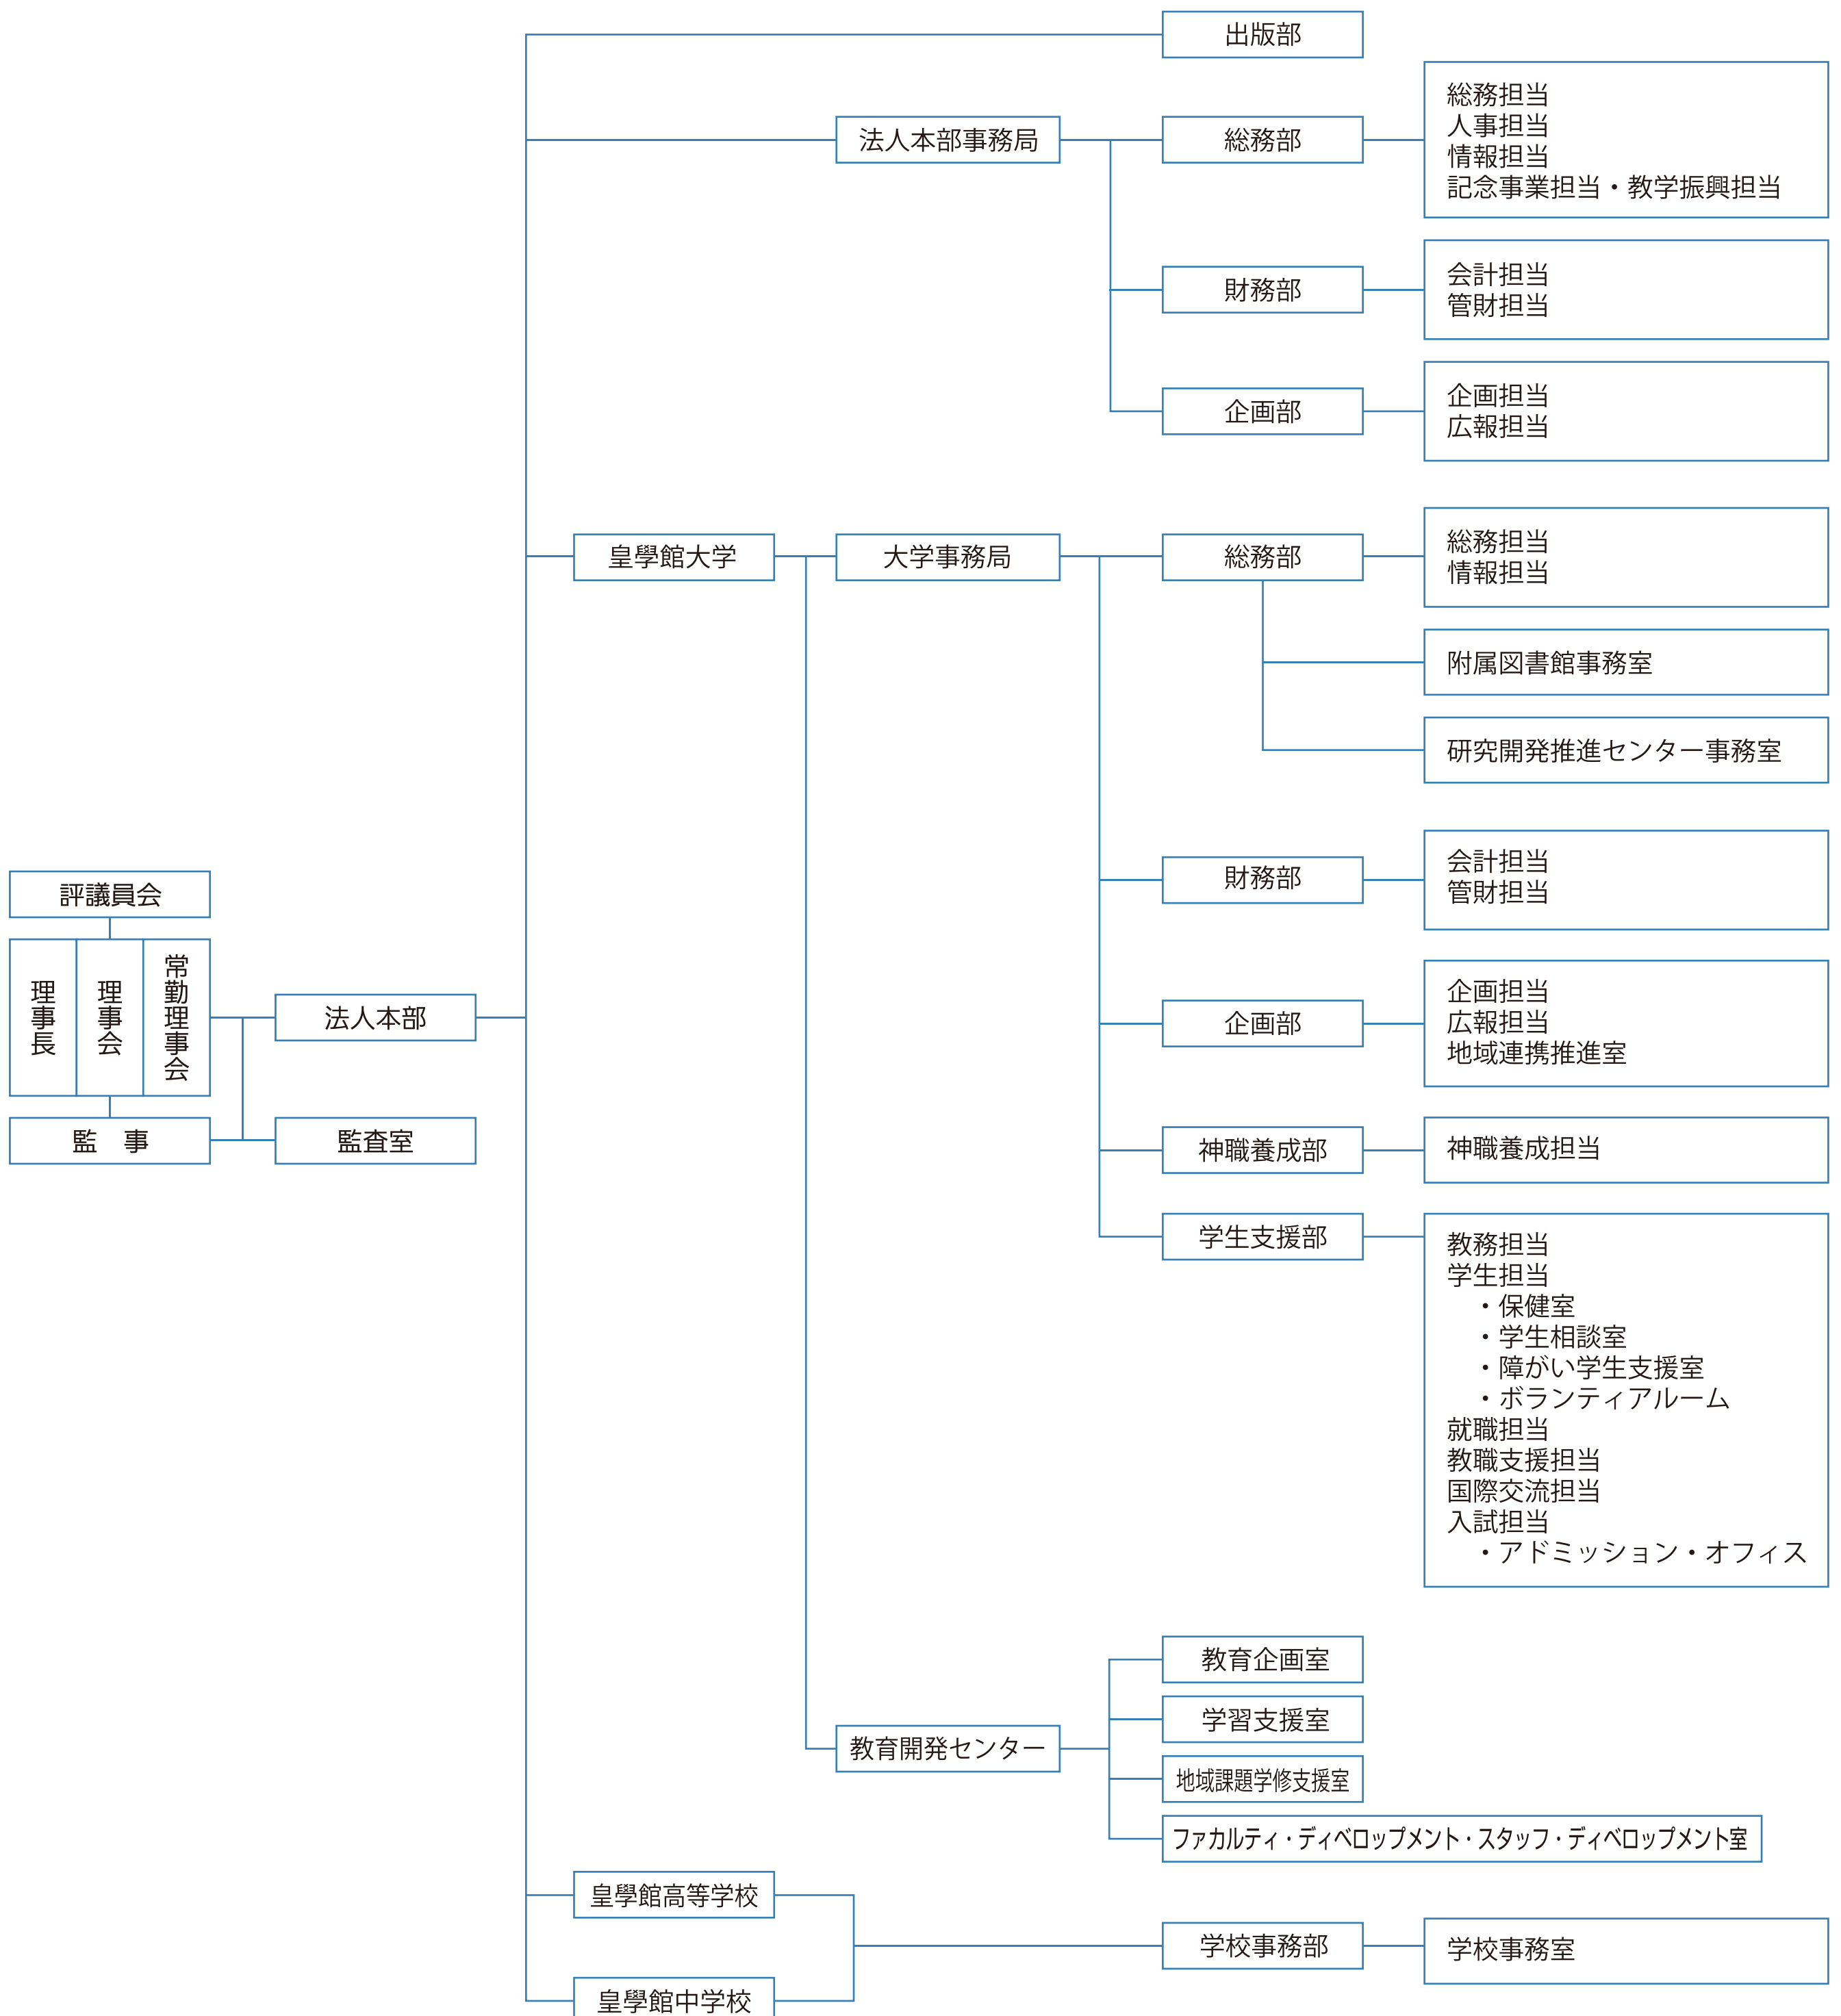 評議員会
理事長
理事会
常勤理事会
監　事
法人本部
監査室
出版部
法人本部事務局
総務部
総務担当
人事担当
情報担当
記念事業担当・教学振興担当
財務部
会計担当
管財担当
企画部
企画担当
広報担当
皇學館大学
大学事務局
総務部
総務担当
情報担当
附属図書館事務室
研究開発推進センター事務室
財務部
会計担当
管財担当
企画部
企画担当
広報担当
地域連携推進室
神職養成部
神職養成担当
学生支援部
教務担当
学生担当
・保健室
・学生相談室
・障がい学生支援室
・ボランティアルーム
就職担当
教職支援担当
国際交流担当
入試担当
・アドミッション・オフィス
教育開発センター
教育企画室
学習支援室
地域課題学修支援室
ファカルティ・ディベロップメント・スタッフ・ディベロップメント室
皇學館高等学校
皇學館中学校
学校事務部
学校事務室